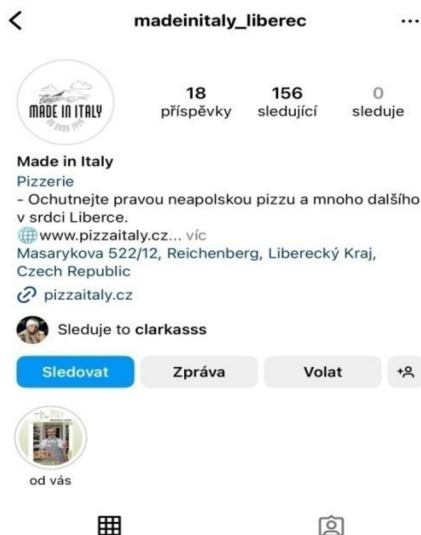 madeinitaly_liberec
MADE IN ITALY
18
příspěvky
156
sledující
0
sleduje
Made in Italy
Pizzerie
- Ochutnejte pravou neapolskou pizzu a mnoho dalšího
v srdci Liberce.
www.pizzaitaly.cz... víc
Masarykova 522/12, Reichenberg, Liberecký Kraj,
Czech Republic
pizzaitaly.cz
Sleduje to clarkasss
Sledovat
Zpráva
Volat
od vás